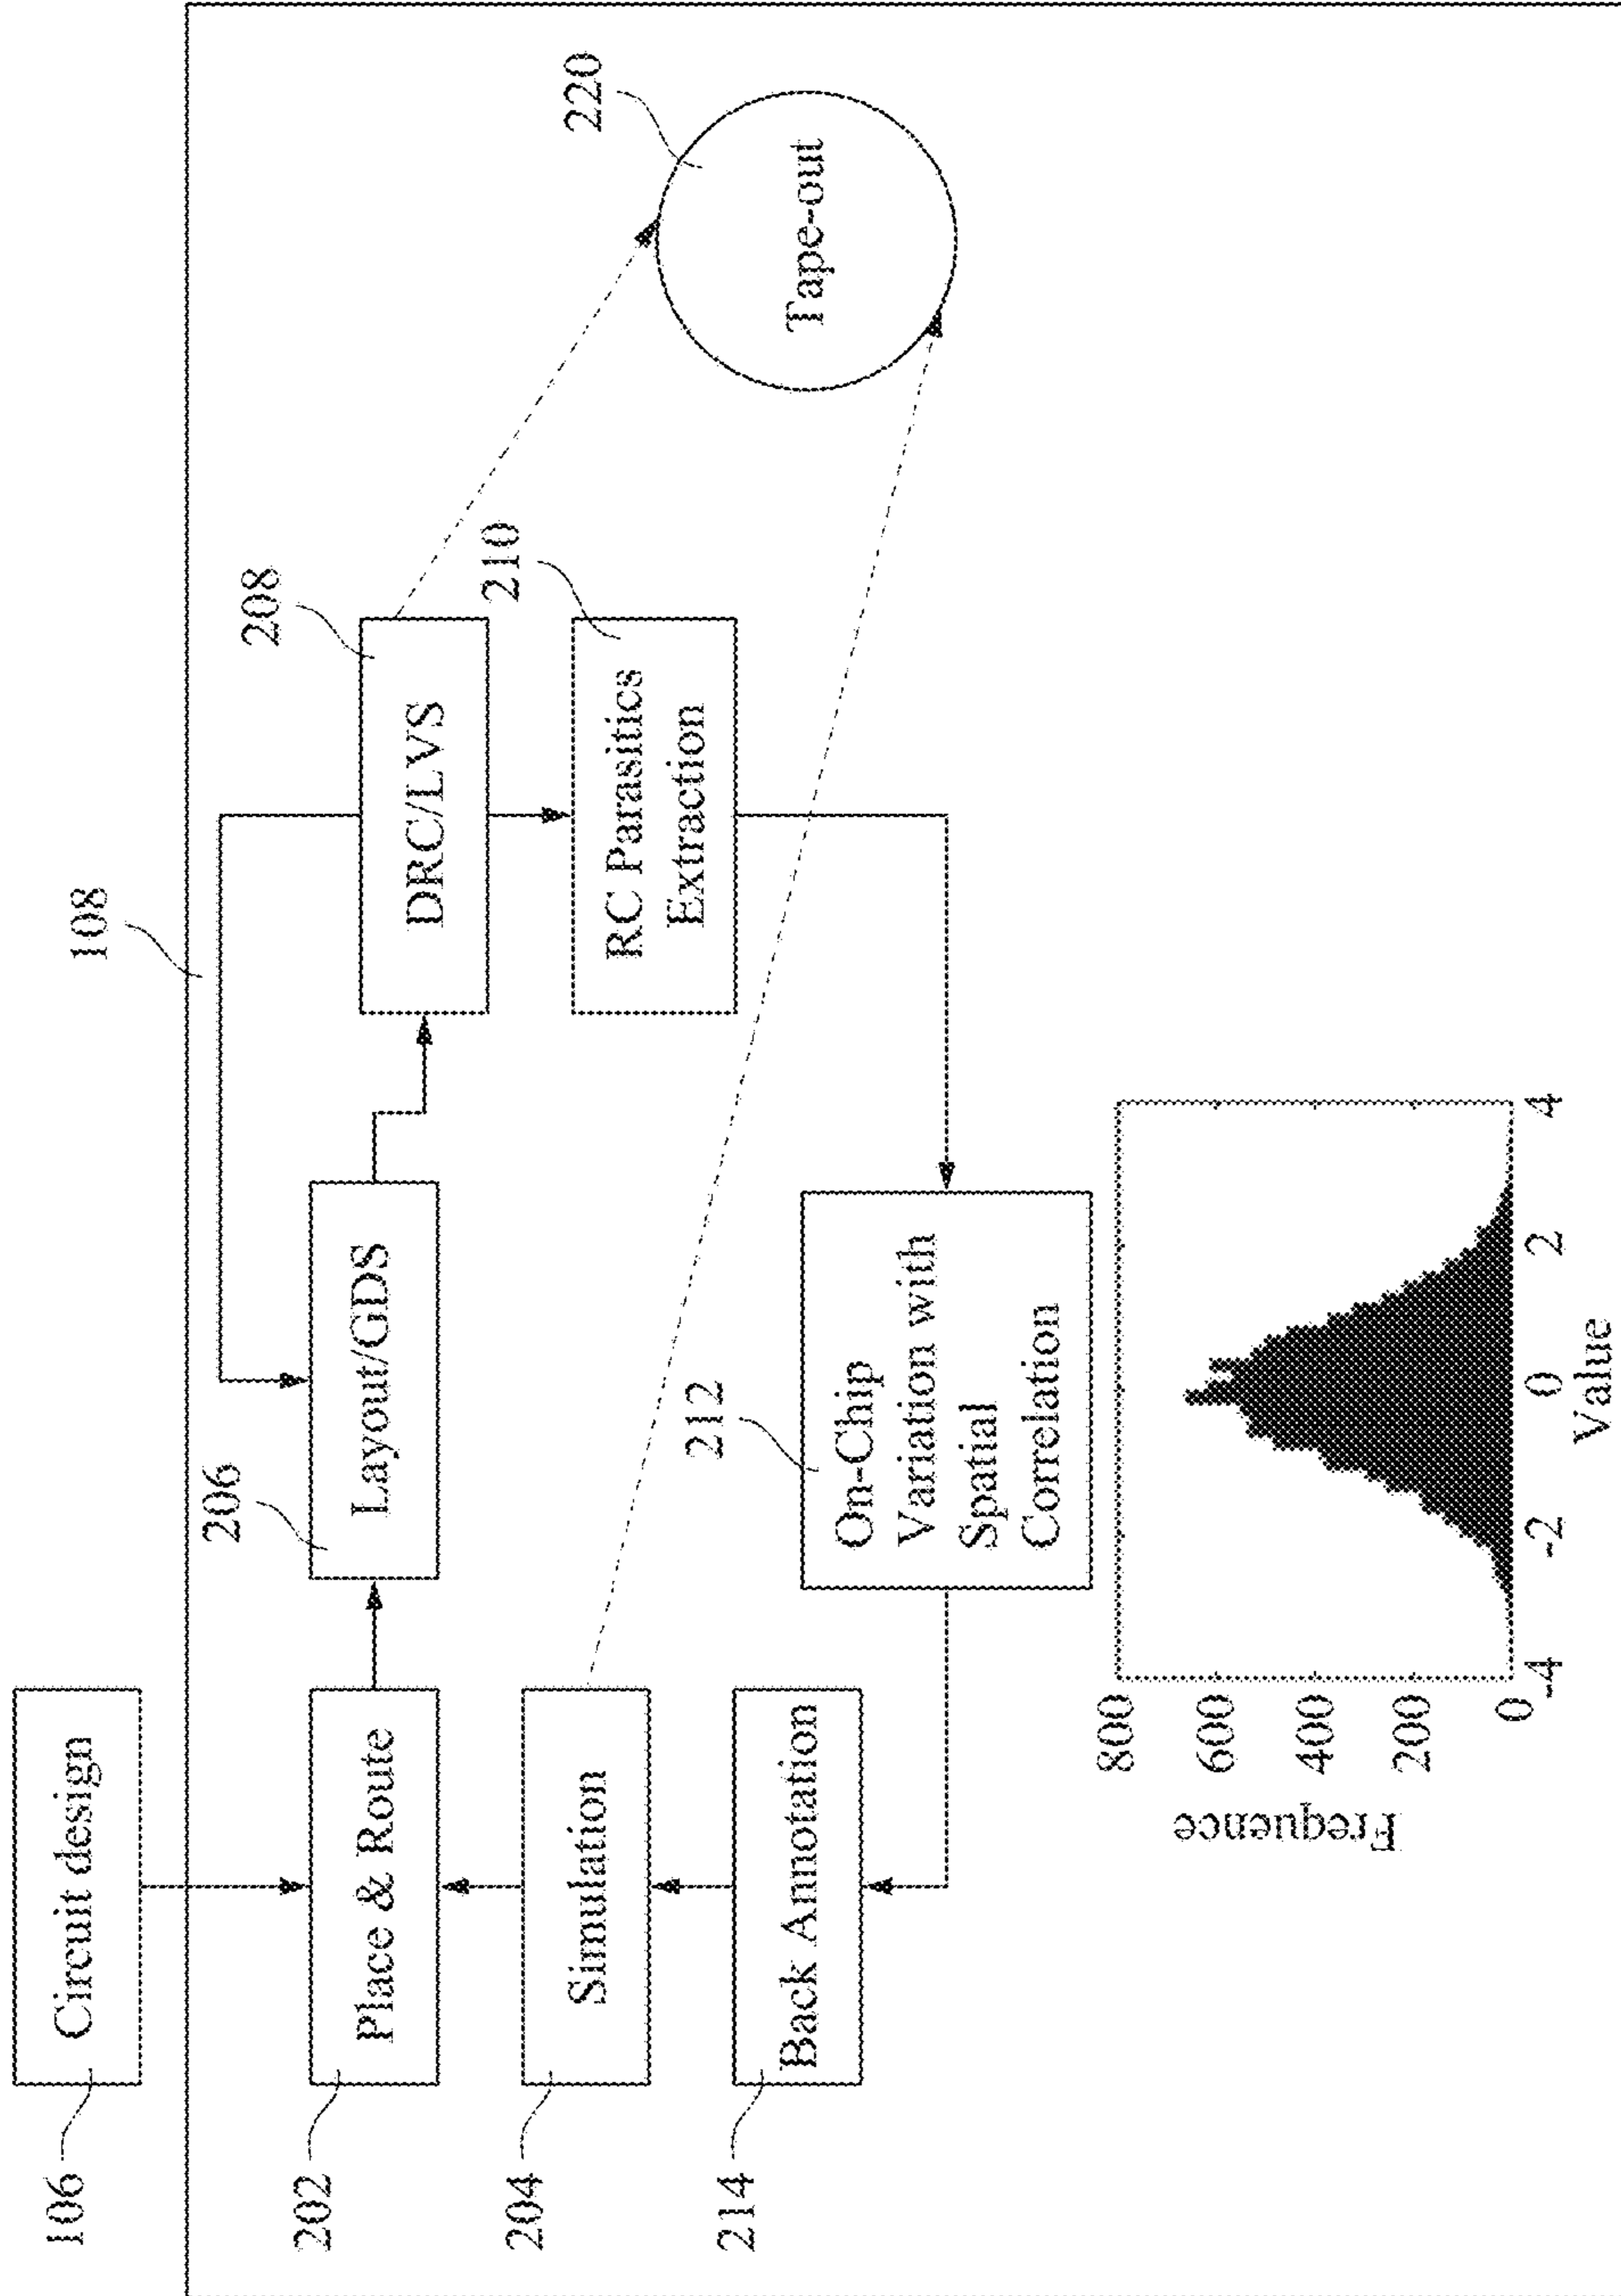 106
Circuit design
108
202
Place & Route
206
Layout/GDS
208
DRC/LVS
204
Simulation
210
RC Parasitics
Extraction
220
Tape-out
214
Back Annotation
212
On-Chip
Variation with
Spatial
Correlation
Frequence
800
600
400
200
0
-4
-2
0
2
4
Value